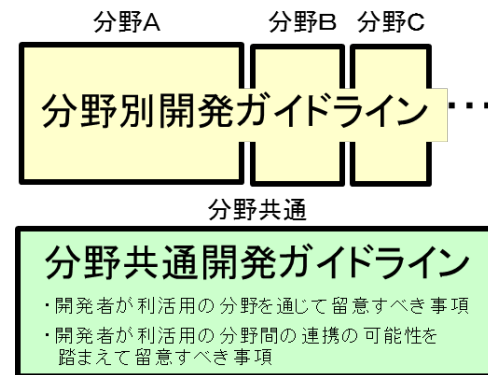 分野A 分野B 分野C
分野別開発ガイドライン ・・・
分野共通
分野共通開発ガイドライン
・開発者が利活用の分野を通じて留意すべき事項
・開発者が利活用の分野間の連携の可能性を
踏まえて留意すべき事項